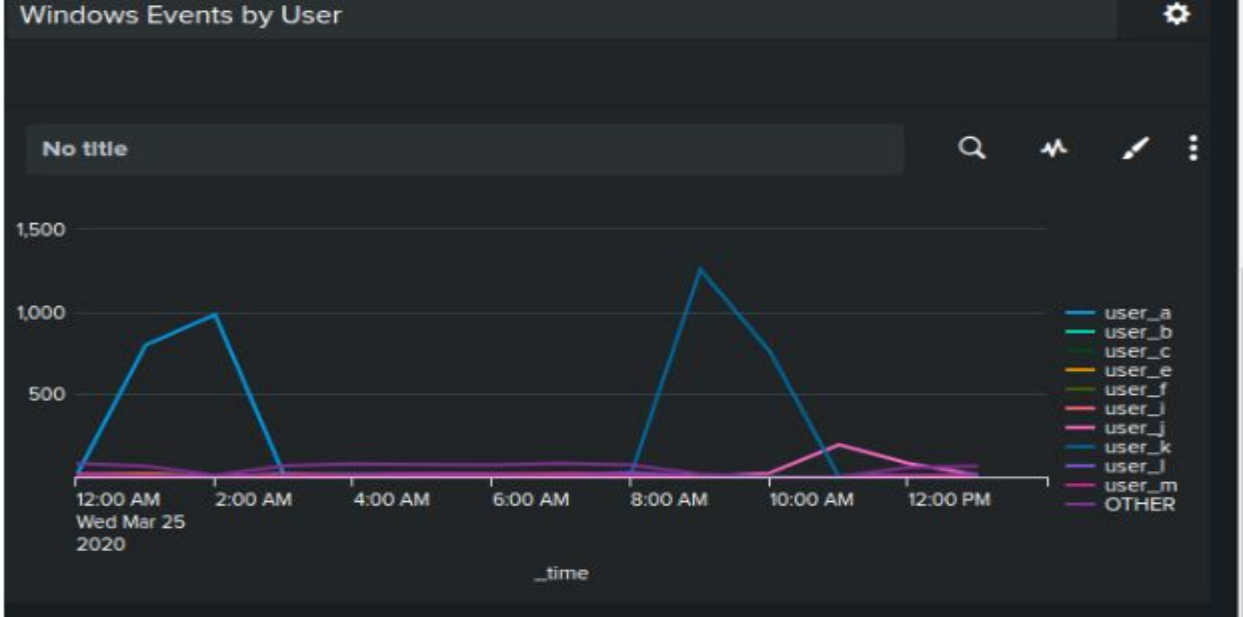 Windows Events by User
No title
1,500
1,000
500
user_a
user_b
user_c
user_e
user_f
user_i
user_j
user_k
user_l
user_m
OTHER
12:00 AM 2:00 AM 4:00 AM 6:00 AM 8:00 AM 10:00 AM 12:00 PM
Wed Mar 25
2020
_time